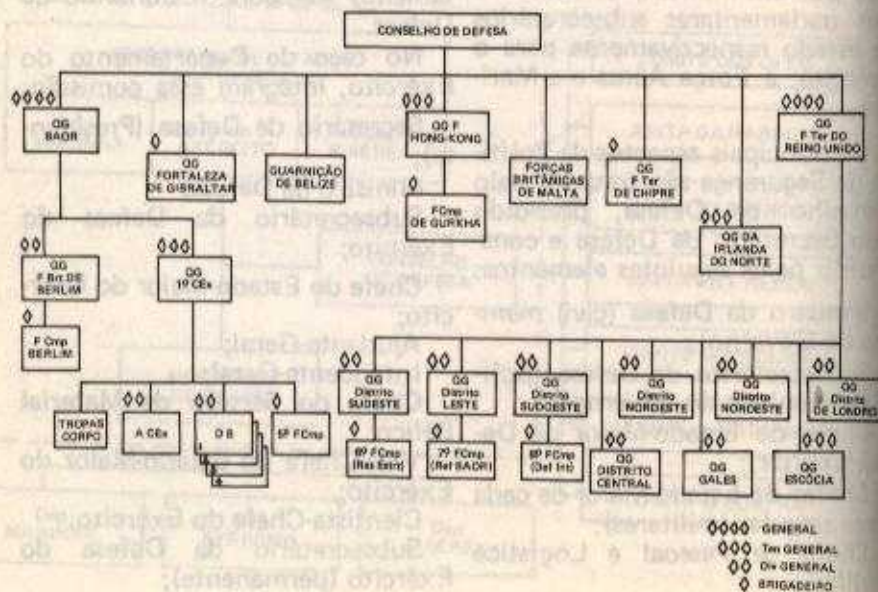 CONSELHO DE DEFESA
QG
BAOR
QG
FORTALEZA
DE GIBRALTAR
GUARNIÇÃO
DE BELIZE
QG F
HONG-KONG
FCmp
DE GURKHA
FORÇAS
BRITÂNICAS
DE MALTA
QG
F Ter
DE CHIPRE
QG DA
IRLANDA
DO NORTE
QG
F Ter DO
REINO UNIDO
QG
F Brt DE
BERLIM
QG
1º CEx
F Cmp
BERLIM
TROPAS
CORPO
A CEx
D B
5ª FCmp
QG
Distrito
SUDESTE
QG
Distrito
LESTE
QG
Distrito
SUDOESTE
QG
Distrito
NORDESTE
QG
Distrito
NOROESTE
QG
Distrito
DE LONDRES
6ª FCmp
(Ras Estr)
7ª FCmp
(Ref BAOR)
8ª FCmp
(Def Int)
QG
DISTRITO
CENTRAL
QG
GALES
QG
ESCÓCIA
GENERAL
Ten GENERAL
Div GENERAL
BRIGADEIRO